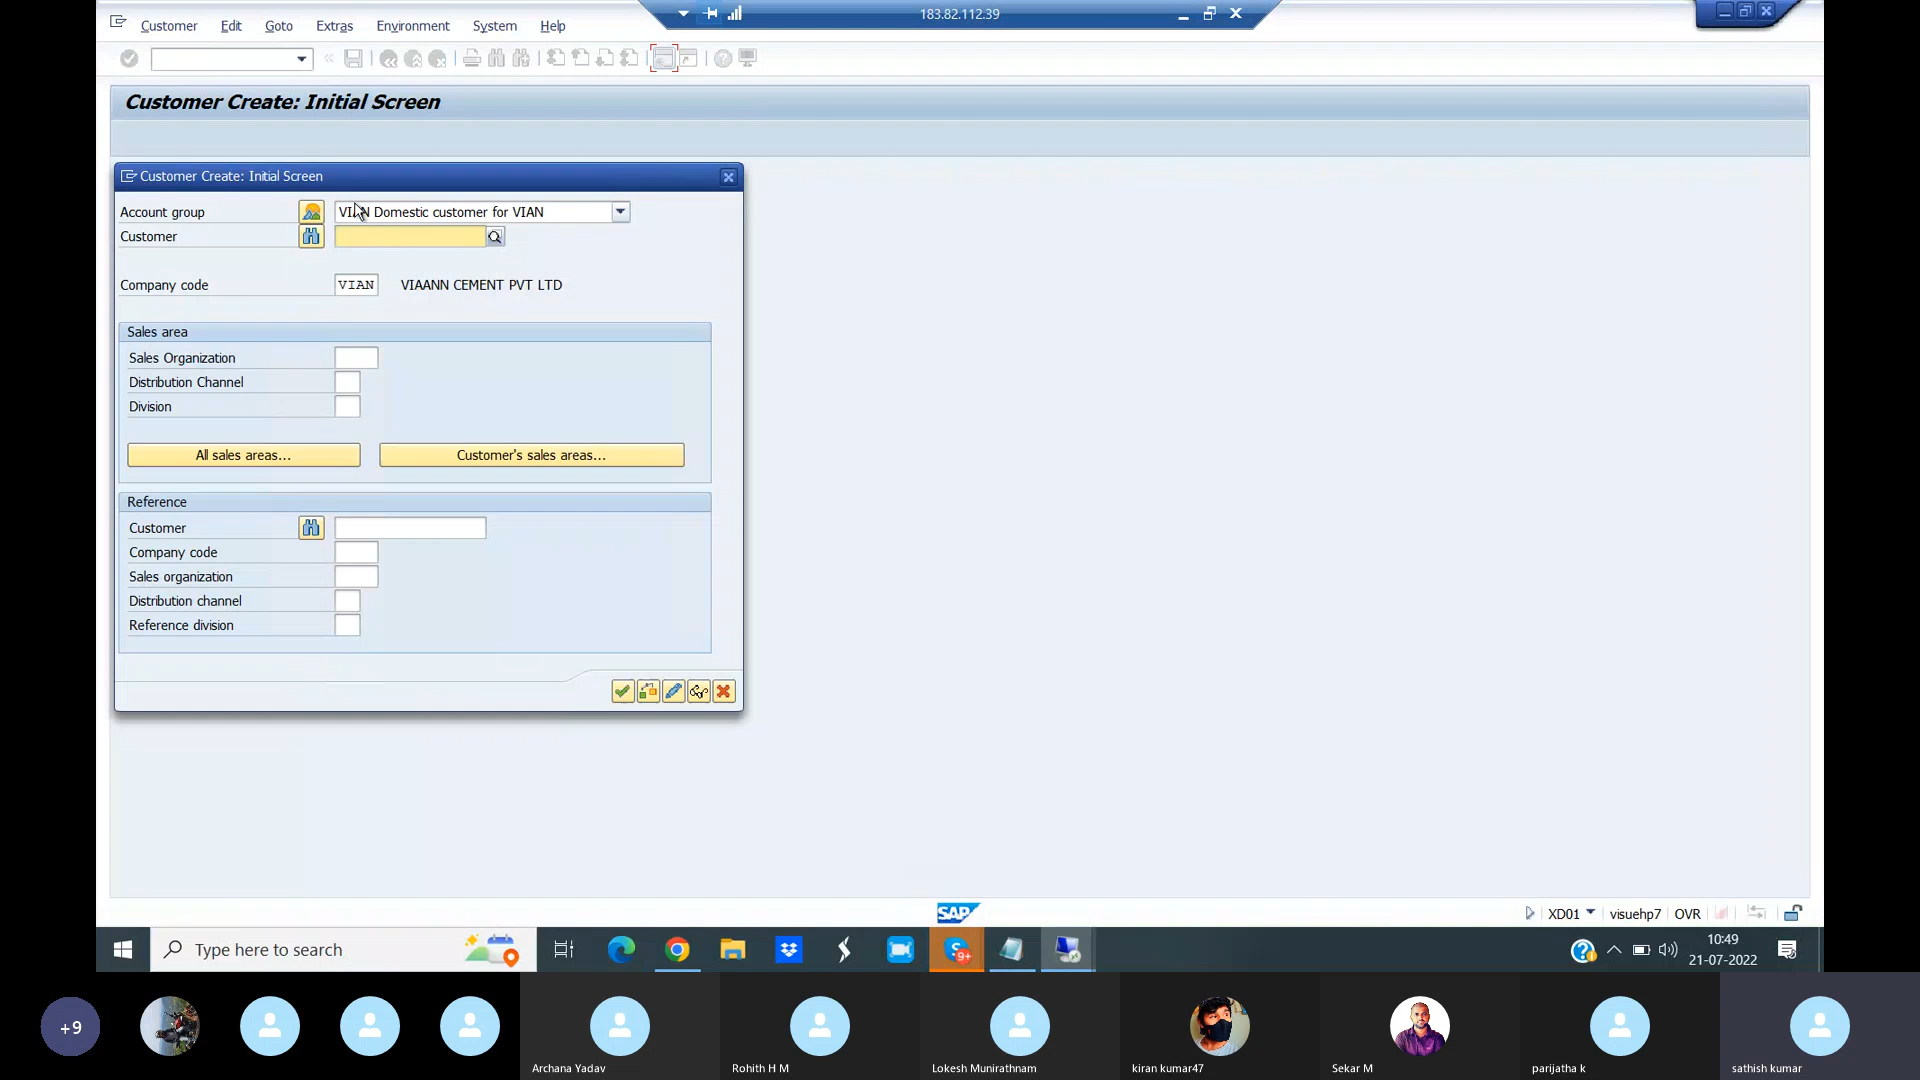 183.82.112.39
Customer Edit Goto Extras Environment System Help
Customer Create: Initial Screen
Customer Create: Initial Screen
Account group VIAN Domestic customer for VIAN
Customer
Company code VIAN VIAANN CEMENT PVT LTD
Sales area
Sales Organization
Distribution Channel
Division
All sales areas... Customer's sales areas...
Reference
Customer
Company code
Sales organization
Distribution channel
Reference division
SAP
XD01 visuehp7 OVR
Type here to search
9+
10:49
21-07-2022
+9
Archana Yadav Rohith H M Lokesh Munirathnam kiran kumar47 Sekar M parijatha k sathish kumar